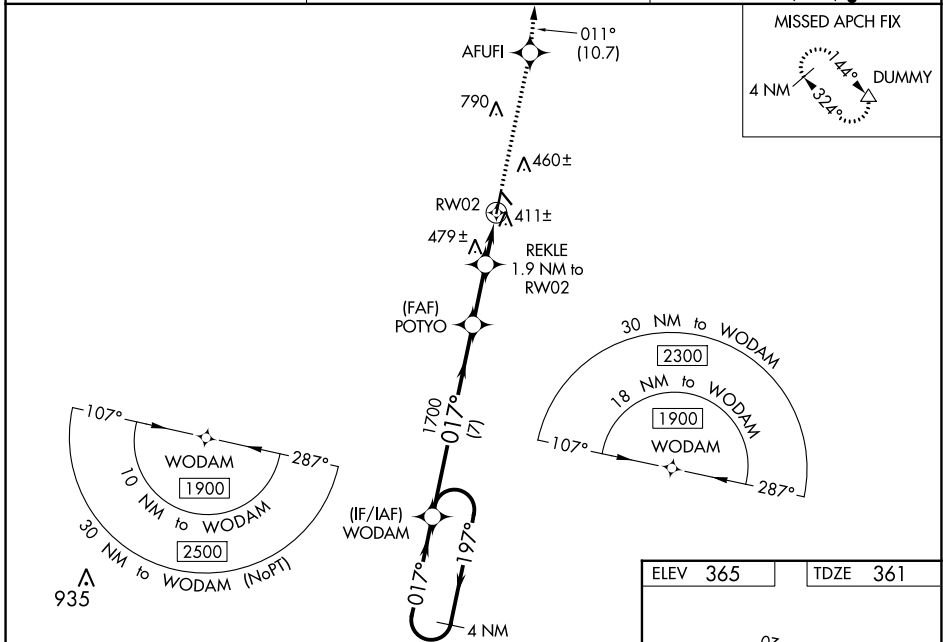 MISSED APCH FIX
4 NM
144°
324°
DUMMY
011°
(10.7)
AFUFI
790
460±
RW02
411±
479±
REKLE
1.9 NM to
RW02
(FAF)
POTYO
1700
017°
(7)
30 NM to WODAM
2300
18 NM to WODAM
1900
WODAM
107°
287°
107°
287°
WODAM
1900
10 NM to WODAM
2500
30 NM to WODAM (NoPT)
(IF/IAF)
WODAM
017°
197°
4 NM
935
ELEV 365
TDZE 361